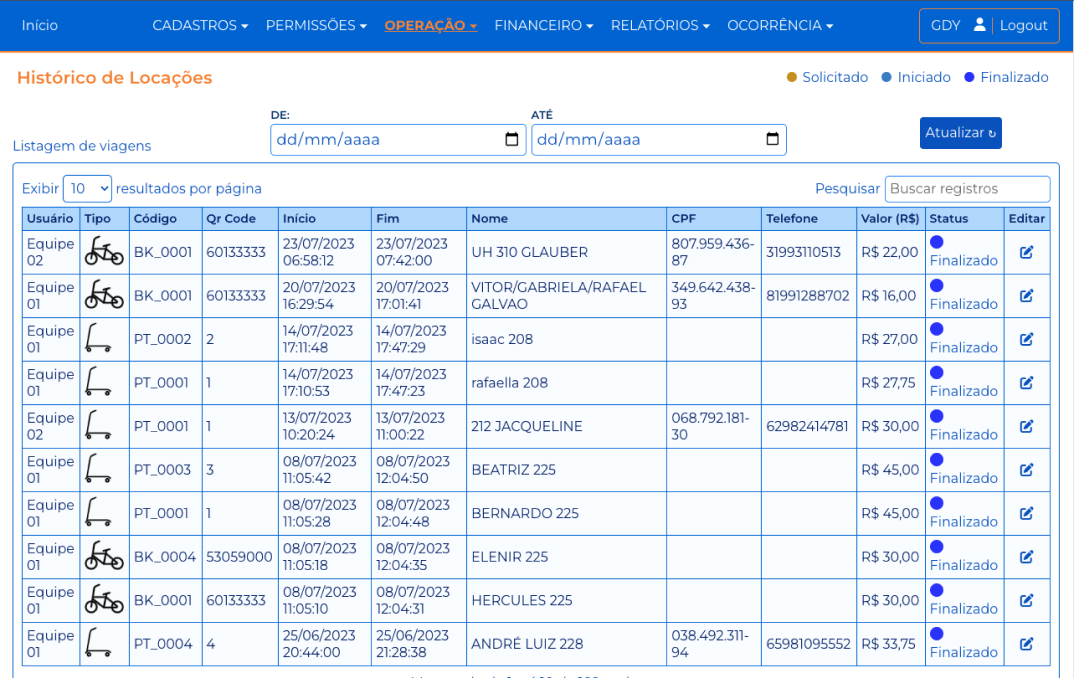 Início CADASTROS PERMISSÕES OPERAÇÃO FINANCEIRO RELATÓRIOS OCORRÊNCIA GDY | Logout
Histórico de Locações Solicitado Iniciado Finalizado
DE: ATÉ
Listagem de viagens dd/mm/aaaa dd/mm/aaaa Atualizar
Exibir 10 resultados por página Pesquisar Buscar registros
Usuário Tipo Código Qr Code Início Fim Nome CPF Telefone Valor (R$) Status Editar
Equipe 02 BK_0001 60133333 23/07/2023 06:58:12 23/07/2023 07:42:00 UH 310 GLAUBER 807.959.436-87 31993110513 R$ 22,00 Finalizado
Equipe 01 BK_0001 60133333 20/07/2023 16:29:54 20/07/2023 17:01:41 VITOR/GABRIELA/RAFAEL GALVAO 349.642.438-93 81991288702 R$ 16,00 Finalizado
Equipe 01 PT_0002 2 14/07/2023 17:11:48 14/07/2023 17:47:29 isaac 208 R$ 27,00 Finalizado
Equipe 01 PT_0001 1 14/07/2023 17:10:53 14/07/2023 17:47:23 rafaella 208 R$ 27,75 Finalizado
Equipe 02 PT_0001 1 13/07/2023 10:20:24 13/07/2023 11:00:22 212 JACQUELINE 068.792.181-30 62982414781 R$ 30,00 Finalizado
Equipe 01 PT_0003 3 08/07/2023 11:05:42 08/07/2023 12:04:50 BEATRIZ 225 R$ 45,00 Finalizado
Equipe 01 PT_0001 1 08/07/2023 11:05:28 08/07/2023 12:04:48 BERNARDO 225 R$ 45,00 Finalizado
Equipe 01 BK_0004 53059000 08/07/2023 11:05:18 08/07/2023 12:04:35 ELENIR 225 R$ 30,00 Finalizado
Equipe 01 BK_0001 60133333 08/07/2023 11:05:10 08/07/2023 12:04:31 HERCULES 225 R$ 30,00 Finalizado
Equipe 01 PT_0004 4 25/06/2023 20:44:00 25/06/2023 21:28:38 ANDRÉ LUIZ 228 038.492.311-94 65981095552 R$ 33,75 Finalizado